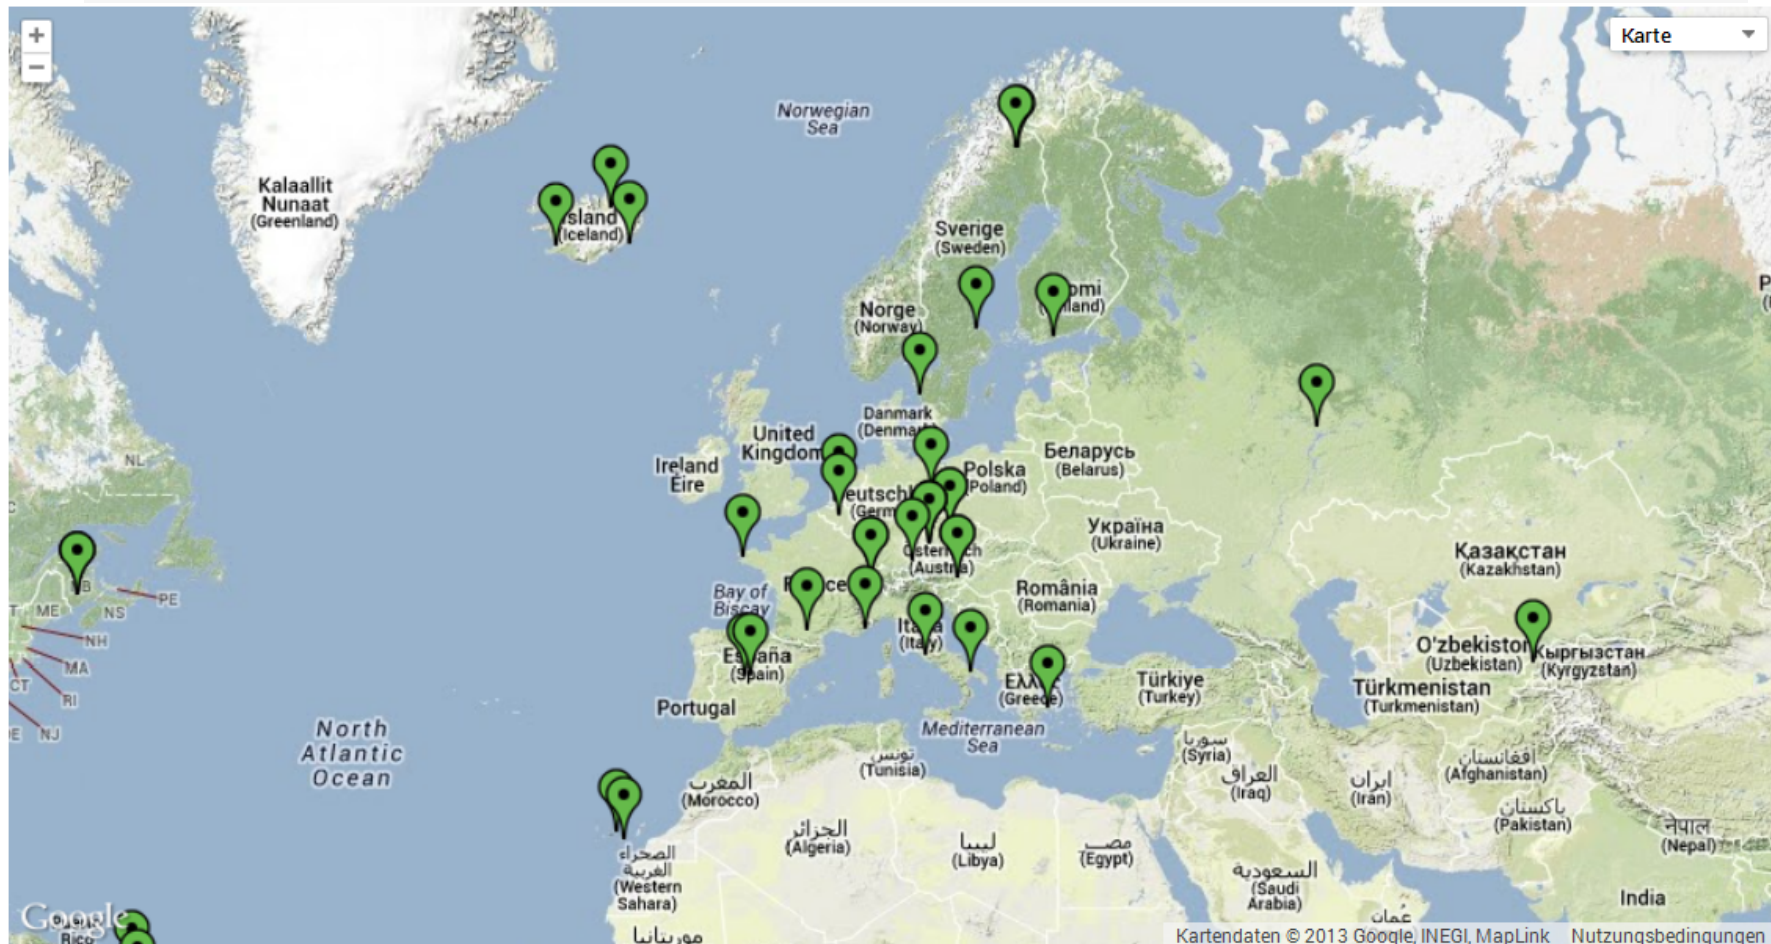 +
−
Karte
Norwegian
Sea
Kalaallit
Nunaat
(Greenland)
(Iceland)
Sverige
(Sweden)
Norge
(Norway)
Danmark
United
Kingdom
Ireland
Éire
NL
Polska
(Poland)
Беларусь
(Belarus)
Україна
(Ukraine)
(Austria)
România
(Romania)
Қазақстан
(Kazakhstan)
Bay of
Biscay
PE
ME
NS
NH
MA
CT
RI
NJ
(Italy)
(Spain)
Portugal
(Greece)
Türkiye
(Turkey)
O'zbekiston
(Uzbekistan)
Кыргызстан
(Kyrgyzstan)
Türkmenistan
(Turkmenistan)
North
Atlantic
Ocean
Mediterranean
Sea
تونس
(Tunisia)
المغرب
(Morocco)
سوريا
(Syria)
العراق
(Iraq)
ایران
(Iran)
افغانستان
(Afghanistan)
پاکستان
(Pakistan)
नेपाल
(Nepal)
الجزائر
(Algeria)
ليبيا
(Libya)
مصر
(Egypt)
الصحراء
الغربية
(Western
Sahara)
السعودية
(Saudi
Arabia)
عُمان
India
موريتانيا
Google
Rico
Kartendaten © 2013 Google, INEGI, MapLink
Nutzungsbedingungen